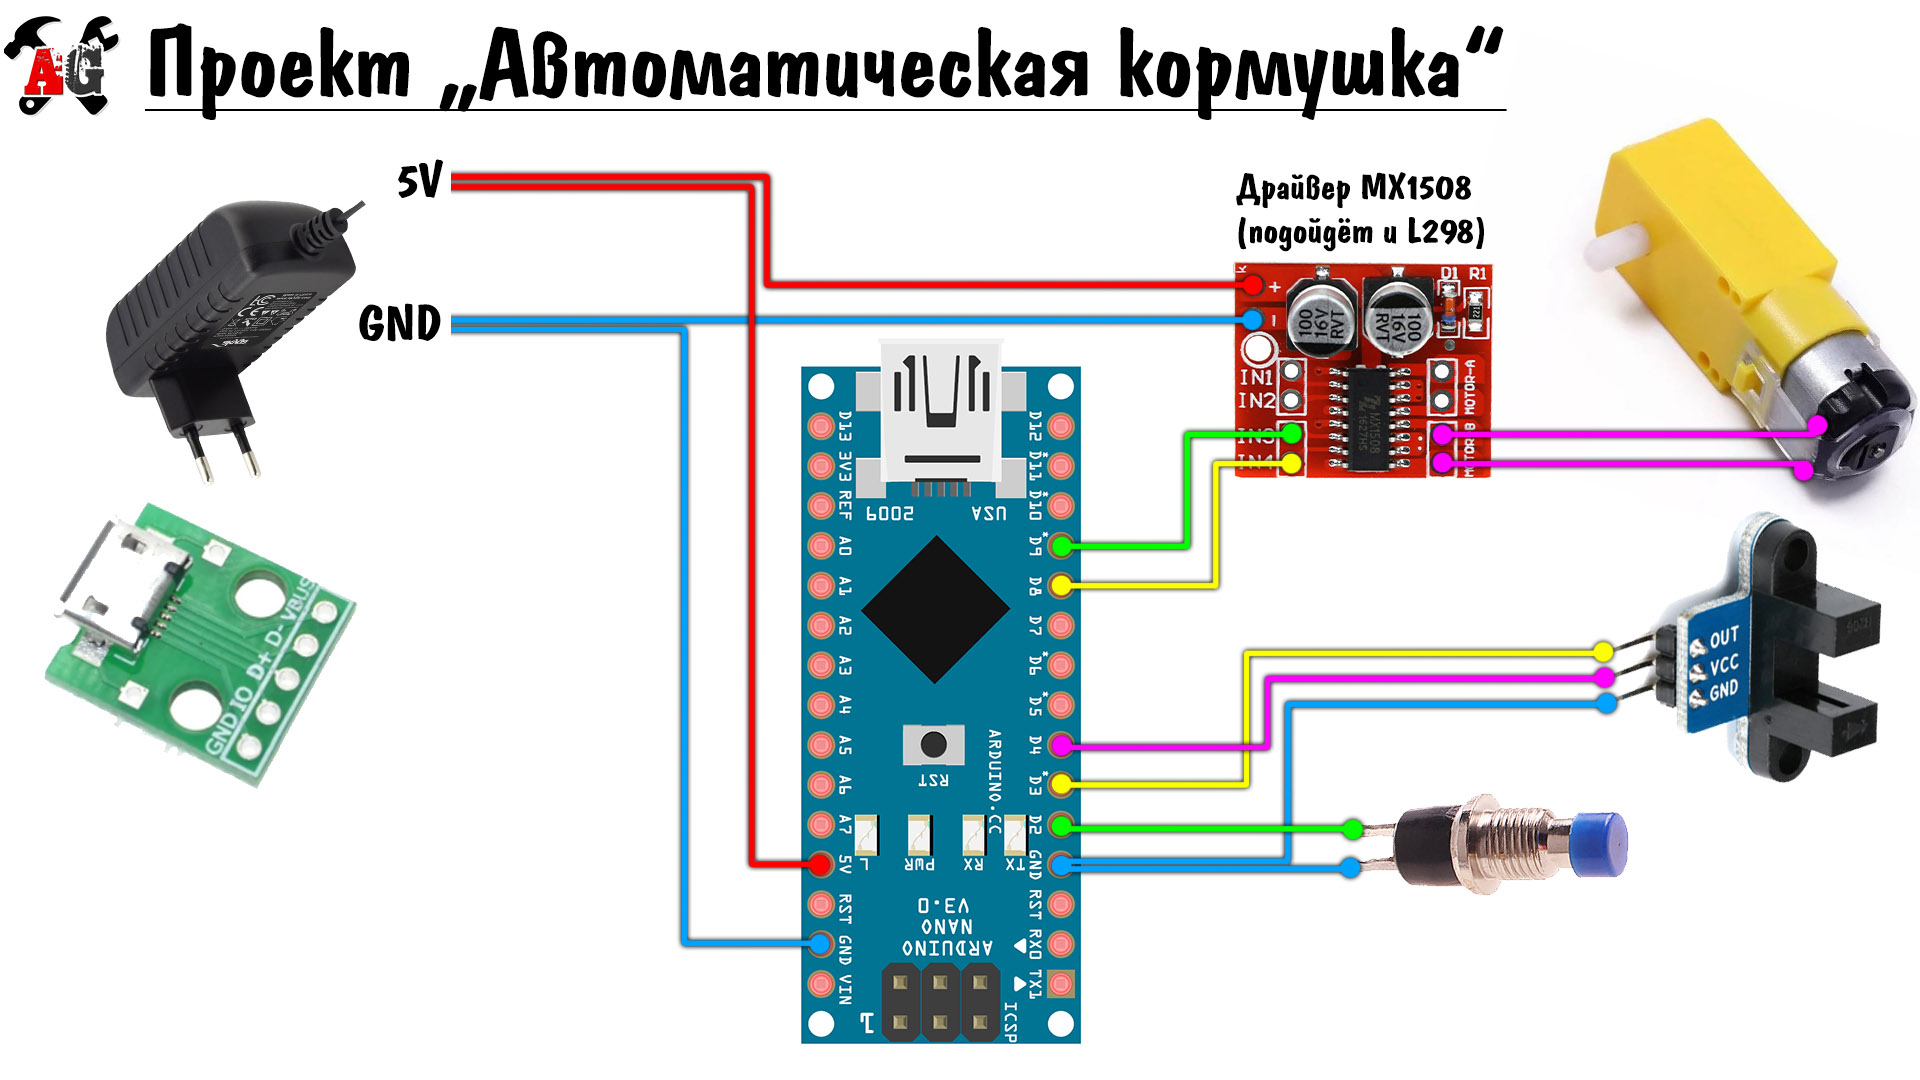 AG
Проект „Автоматическая кормушка“
5V
GND
Драйвер MX1508
(подойдёт и L298)
K
+
-
D1
R1
100
16V
RVT
100
16V
RVT
221
IN1
IN2
IN3
IN4
MOTOR-A
MOTOR-B
MX1508
VBUS
D-
D+
IO
GND
D13
3V3
REF
A0
A1
A2
A3
A4
A5
A6
A7
5V
RST
GND
VIN
D12
D11
D10
D9
D8
D7
D6
D5
D4
D3
D2
GND
RST
RX0
TX1
2009
USA
RST
ARDUINO.CC
L
PWR
RX
TX
ARDUINO
NANO
V3.0
1
ICSP
OUT
VCC
GND